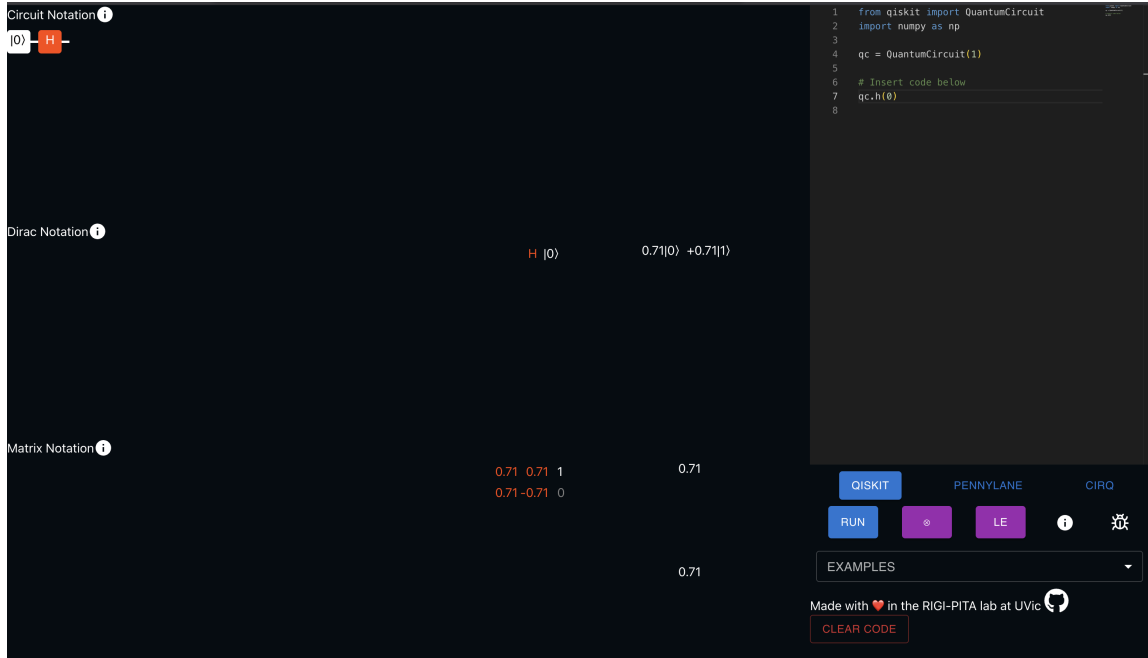 Circuit Notation i
|0⟩ H
Dirac Notation i
H |0⟩
0.71|0⟩ +0.71|1⟩
Matrix Notation i
0.71 0.71 1
0.71 -0.71 0
0.71
0.71
1 from qiskit import QuantumCircuit
2 import numpy as np
3
4 qc = QuantumCircuit(1)
5
6 # Insert code below
7 qc.h(0)
8
QISKIT PENNYLANE CIRQ
RUN ⊗ LE i
EXAMPLES
Made with ❤️ in the RIGI-PITA lab at UVic
CLEAR CODE